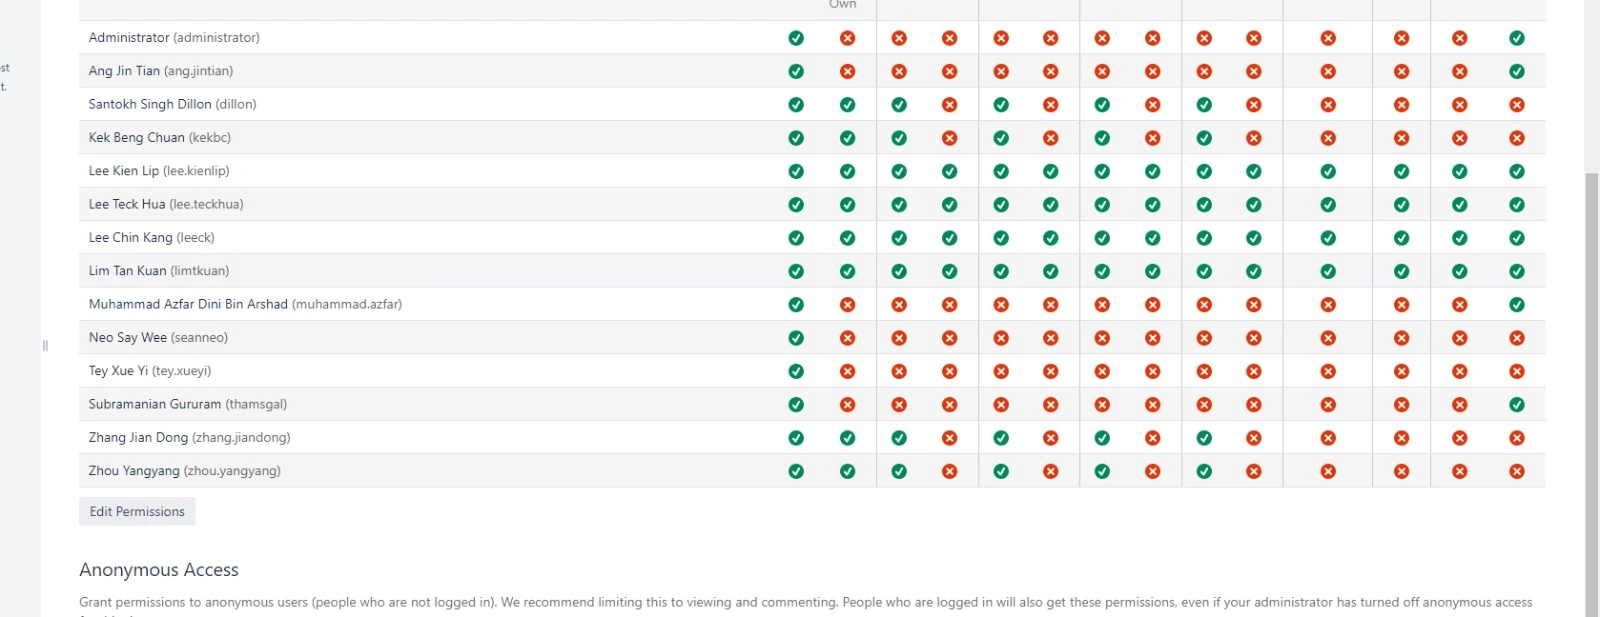 Own
Administrator (administrator)
st
Ang Jin Tian (ang.jintian)
t.
Santokh Singh Dillon (dillon)
Kek Beng Chuan (kekbc)
Lee Kien Lip (lee.kienlip)
Lee Teck Hua (lee.teckhua)
Lee Chin Kang (leeck)
Lim Tan Kuan (limtkuan)
Muhammad Azfar Dini Bin Arshad (muhammad.azfar)
Neo Say Wee (seanneo)
Tey Xue Yi (tey.xueyi)
Subramanian Gururam (thamsgal)
Zhang Jian Dong (zhang.jiandong)
Zhou Yangyang (zhou.yangyang)
Edit Permissions
Anonymous Access
Grant permissions to anonymous users (people who are not logged in). We recommend limiting this to viewing and commenting. People who are logged in will also get these permissions, even if your administrator has turned off anonymous access